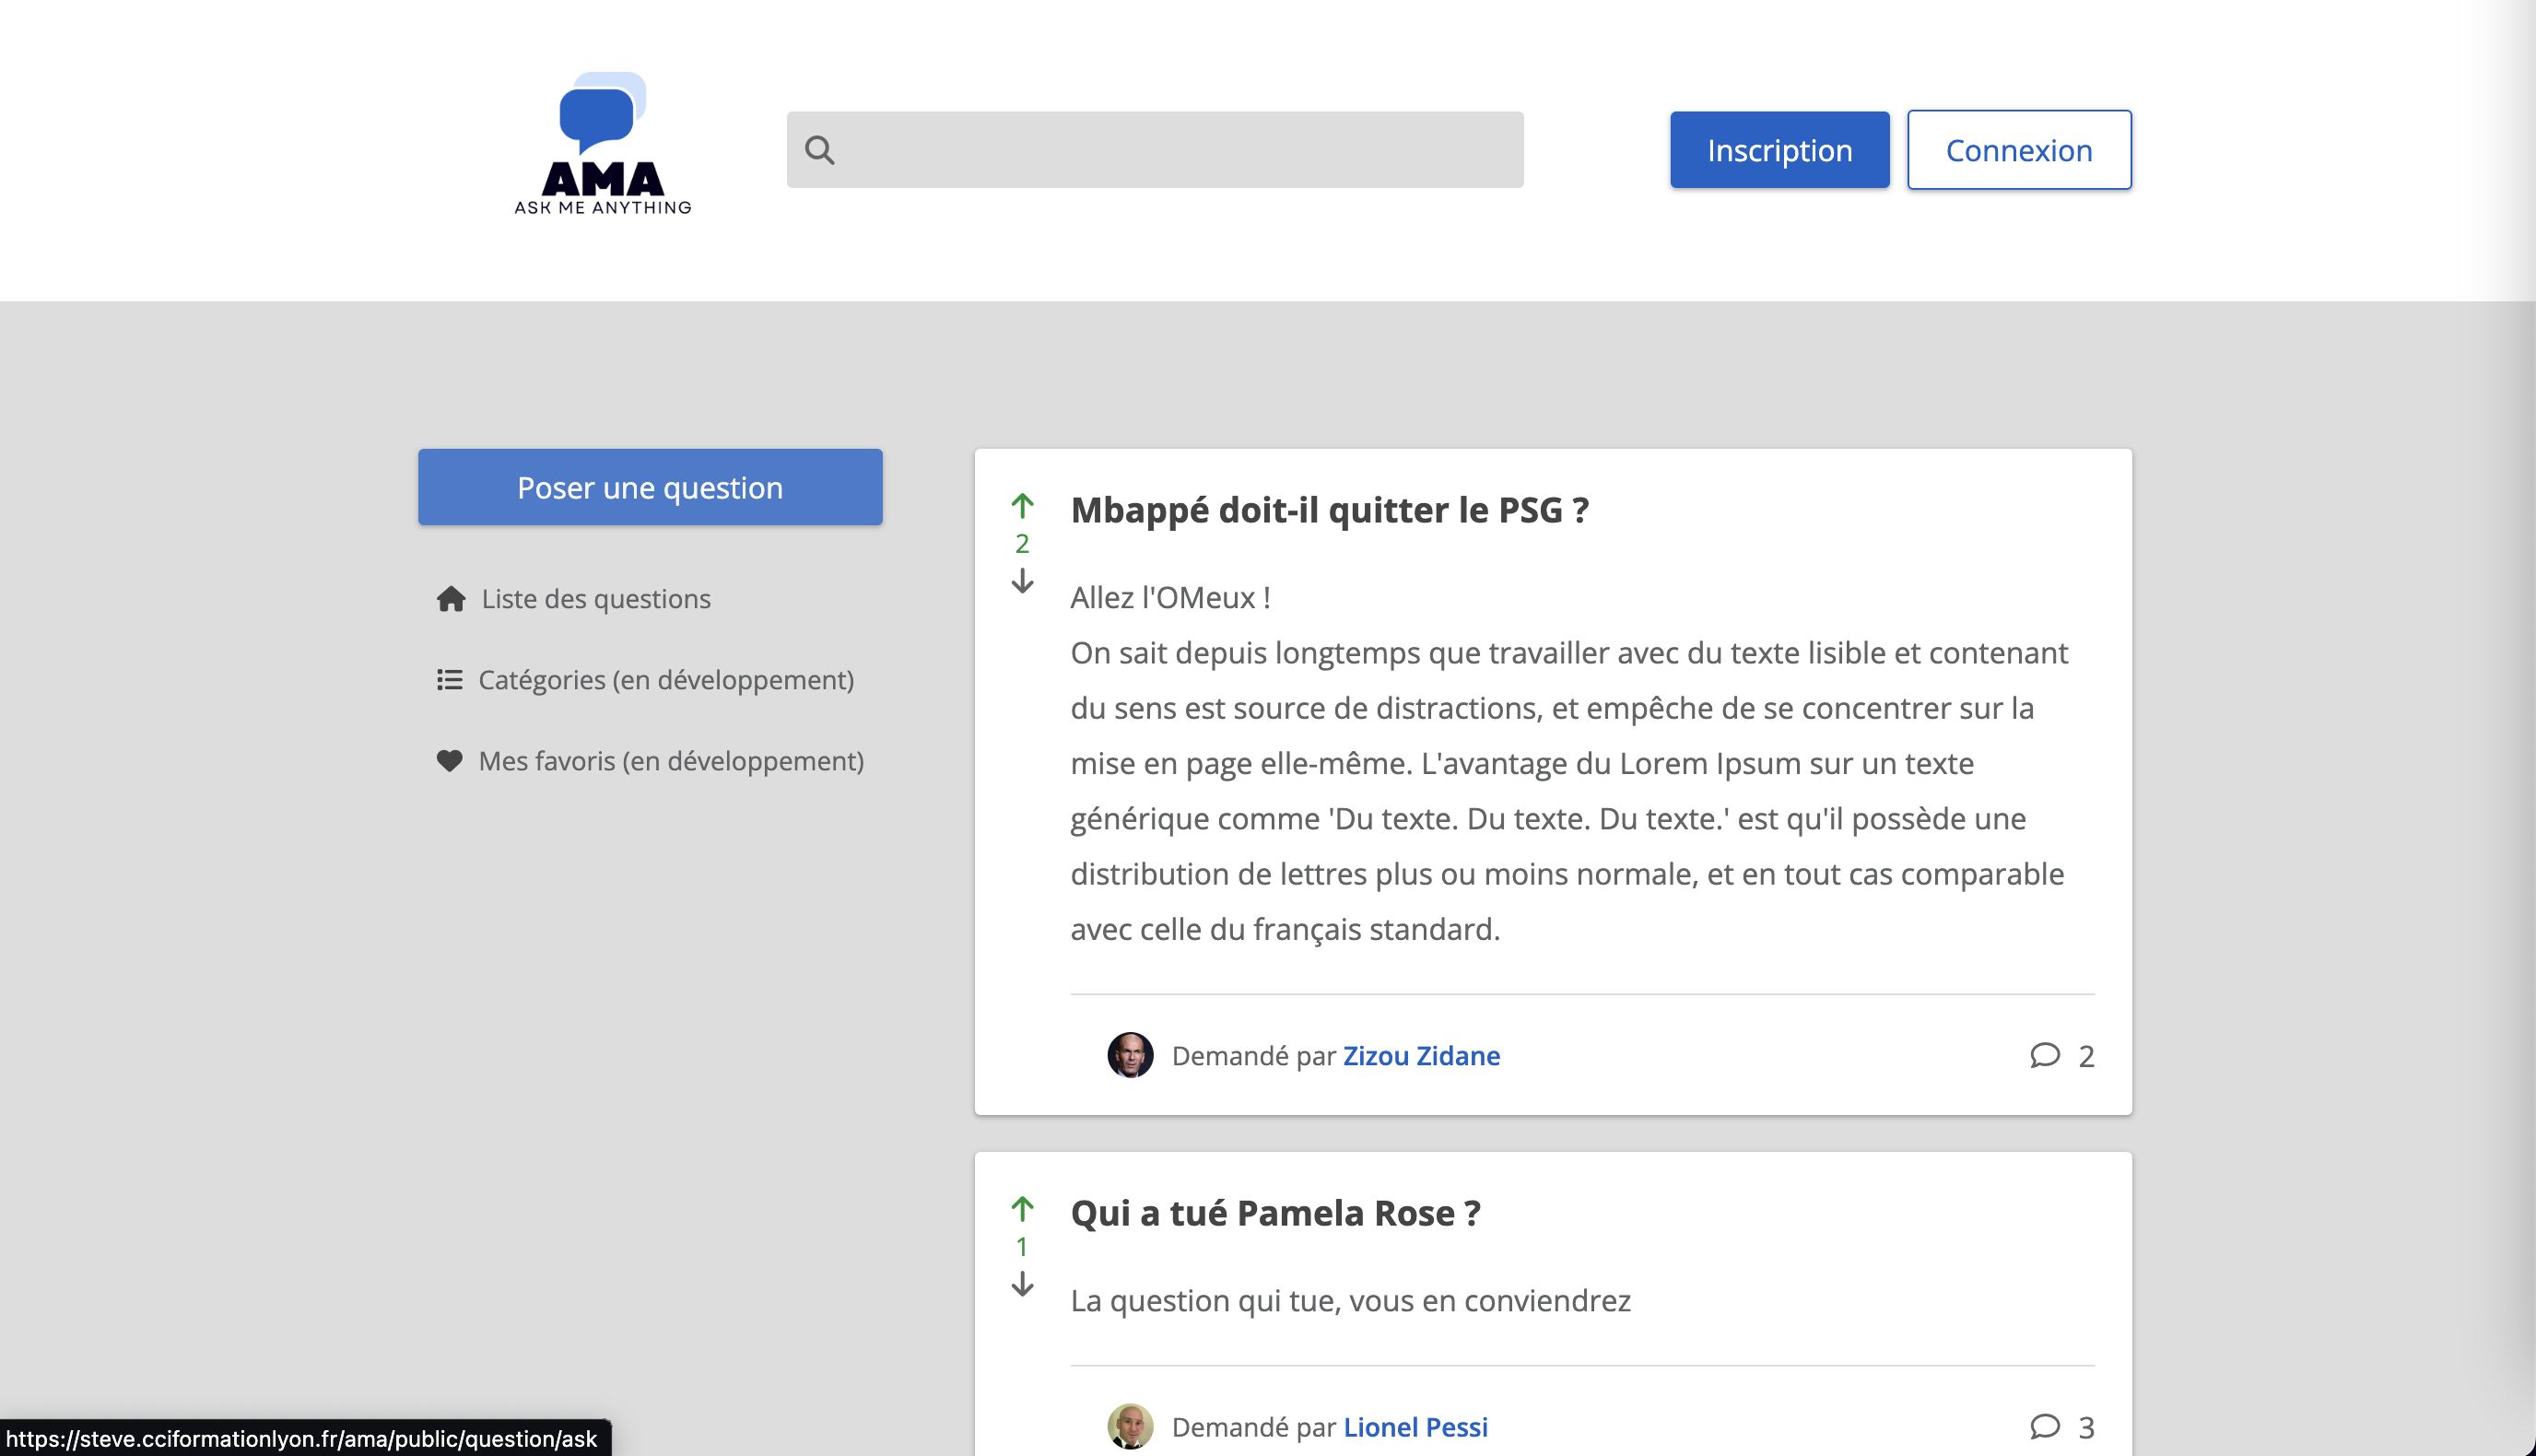 AMA
ASK ME ANYTHING
Inscription
Connexion
Poser une question
Liste des questions
Catégories (en développement)
Mes favoris (en développement)
Mbappé doit-il quitter le PSG ?
2
Allez l'OMeux !
On sait depuis longtemps que travailler avec du texte lisible et contenant
du sens est source de distractions, et empêche de se concentrer sur la
mise en page elle-même. L'avantage du Lorem Ipsum sur un texte
générique comme 'Du texte. Du texte. Du texte.' est qu'il possède une
distribution de lettres plus ou moins normale, et en tout cas comparable
avec celle du français standard.
Demandé par Zizou Zidane
2
Qui a tué Pamela Rose ?
1
La question qui tue, vous en conviendrez
Demandé par Lionel Pessi
3
https://steve.cciformationlyon.fr/ama/public/question/ask